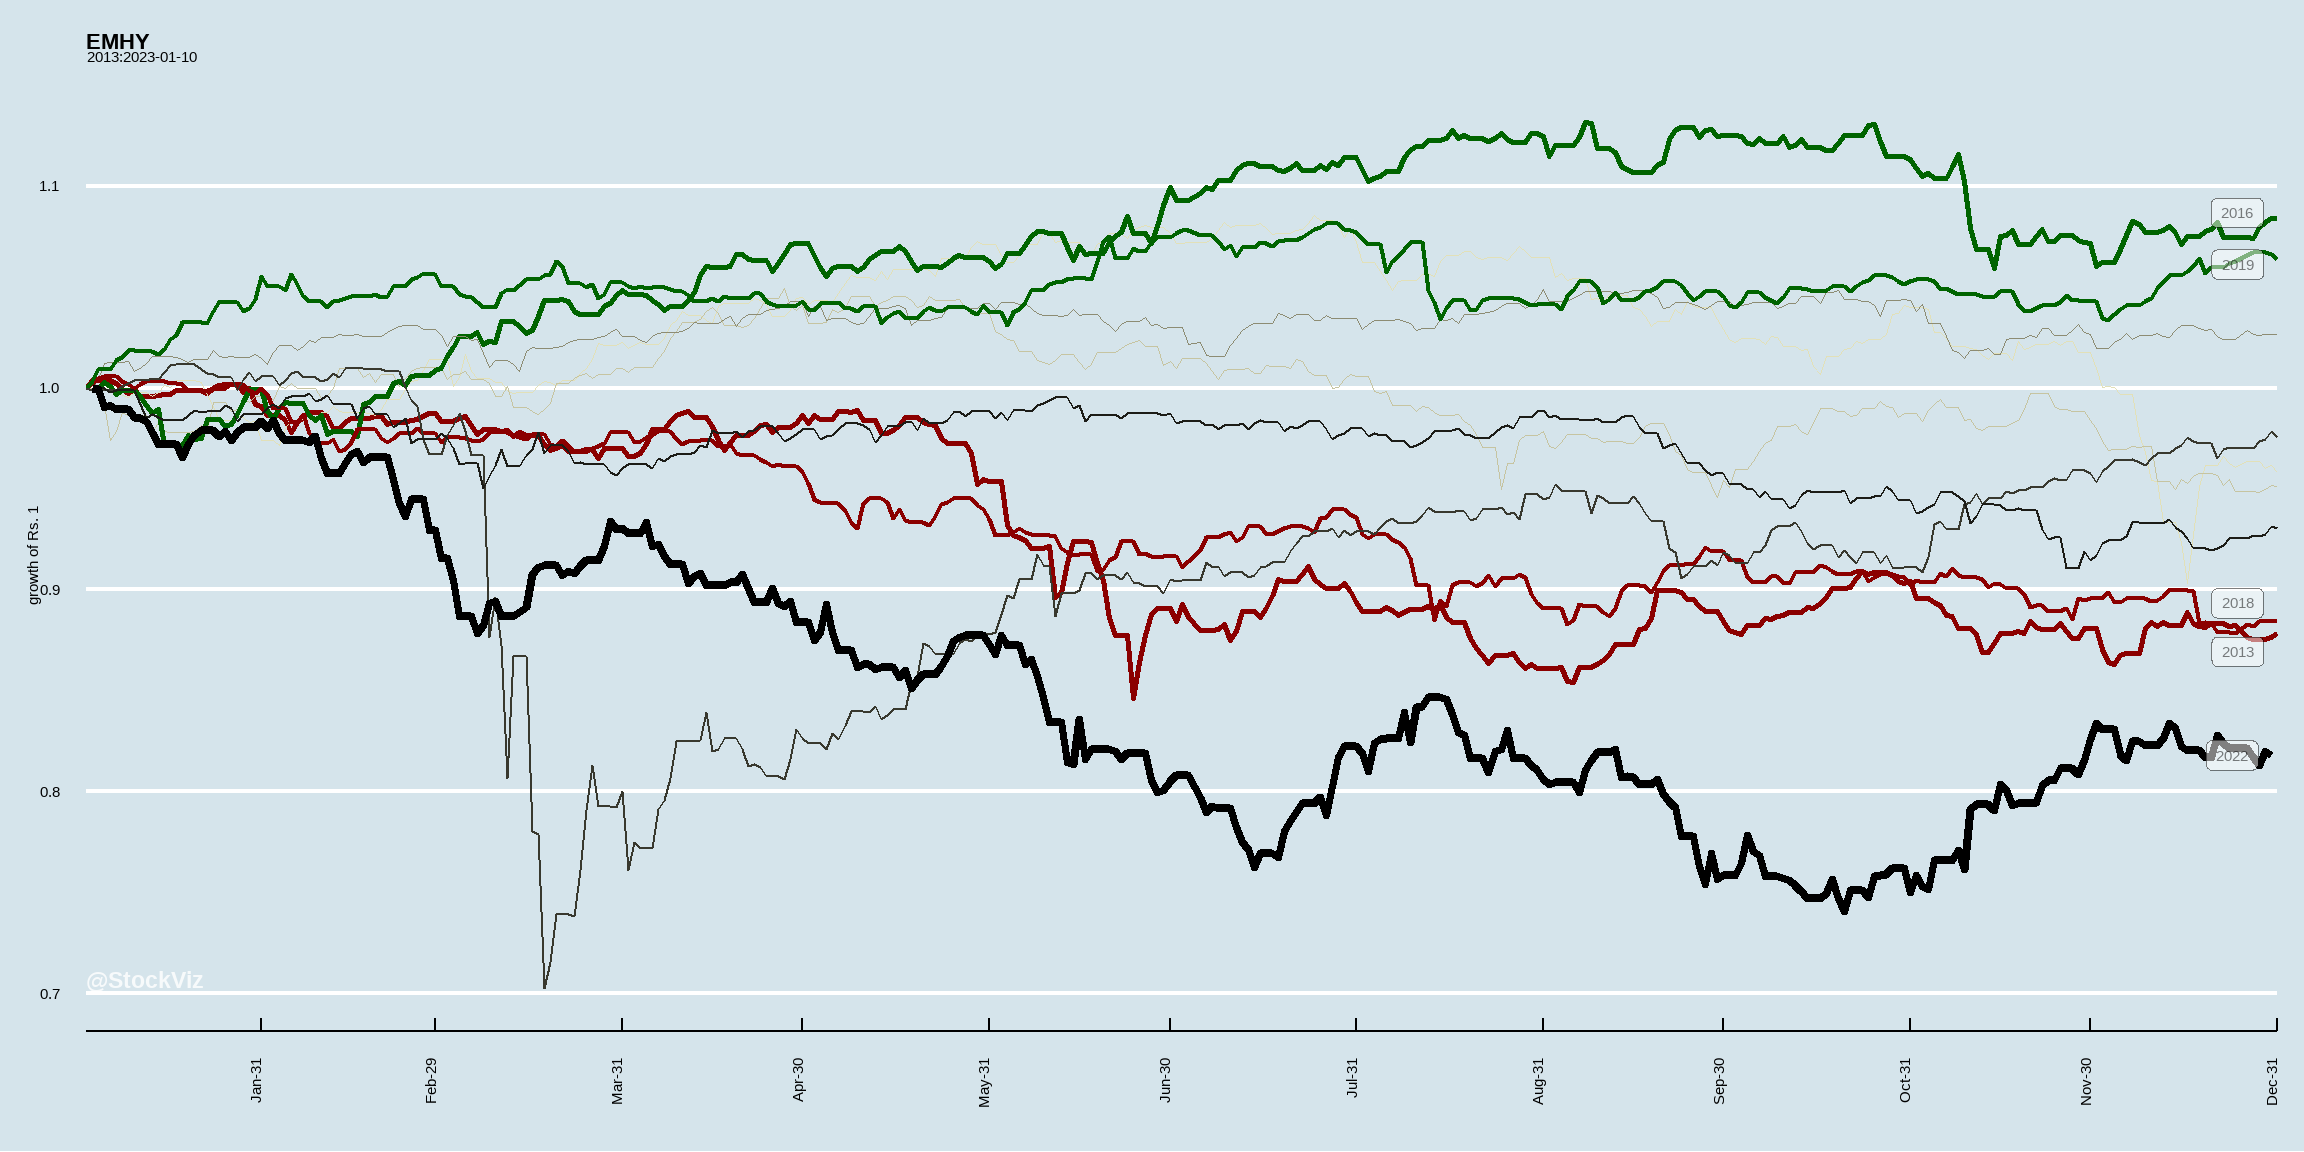 EMHY
2013:2023-01-10
1.1
1.0
0.9
0.8
0.7
growth of Rs. 1
2016
2019
2018
2013
2022
@StockViz
Jan-31
Feb-29
Mar-31
Apr-30
May-31
Jun-30
Jul-31
Aug-31
Sep-30
Oct-31
Nov-30
Dec-31